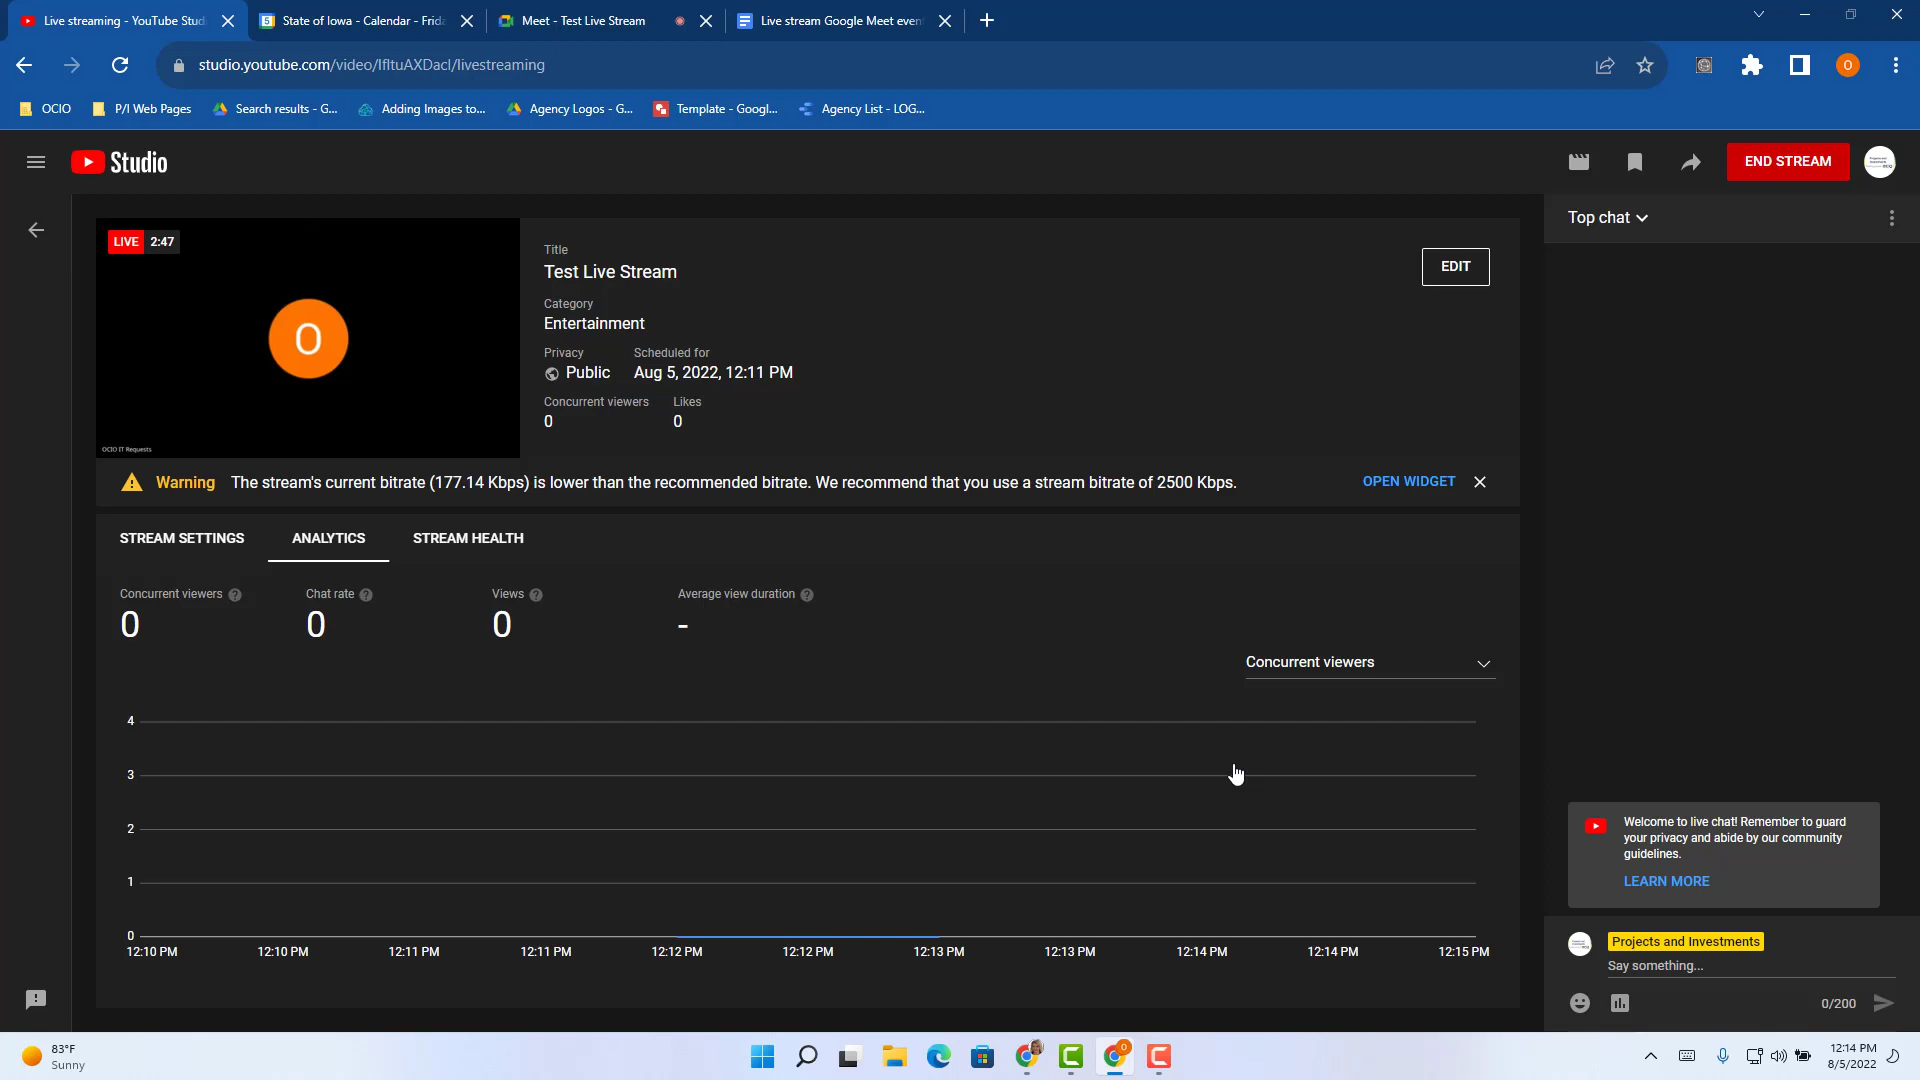 Live streaming - YouTube Stud
State of Iowa - Calendar - Frida
Meet - Test Live Stream
Live stream Google Meet even
studio.youtube.com/video/IfltuAXDacI/livestreaming
O
OCIO
P/I Web Pages
Search results - G...
Adding Images to...
Agency Logos - G...
Template - Googl...
Agency List - LOG...
Studio
END STREAM
LIVE 2:47
O
OCIO IT Requests
Title
Test Live Stream
EDIT
Category
Entertainment
Privacy
Public
Scheduled for
Aug 5, 2022, 12:11 PM
Concurrent viewers
0
Likes
0
Top chat
Warning The stream's current bitrate (177.14 Kbps) is lower than the recommended bitrate. We recommend that you use a stream bitrate of 2500 Kbps.
OPEN WIDGET
STREAM SETTINGS
ANALYTICS
STREAM HEALTH
Concurrent viewers
0
Chat rate
0
Views
0
Average view duration
-
Concurrent viewers
4
3
2
1
0
12:10 PM 12:10 PM 12:11 PM 12:11 PM 12:12 PM 12:12 PM 12:13 PM 12:13 PM 12:14 PM 12:14 PM 12:15 PM
Welcome to live chat! Remember to guard
your privacy and abide by our community
guidelines.
LEARN MORE
Projects and Investments
Say something...
0/200
83°F
Sunny
12:14 PM
8/5/2022